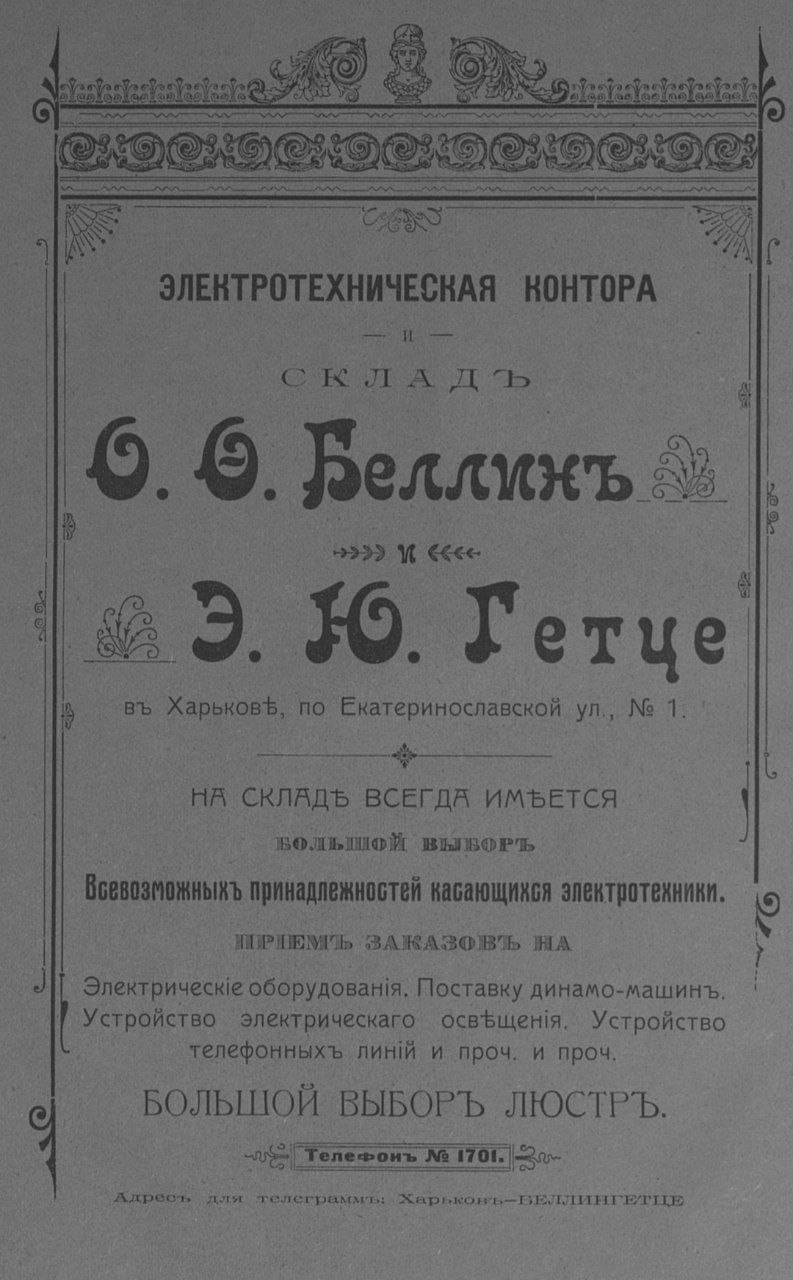 ЭЛЕКТРОТЕХНИЧЕСКАЯ КОНТОРА
— И —
СКЛАДЪ
О. Ѳ. Беллинъ
и
Э. Ю. Гетце
въ Харьковѣ, по Екатеринославской ул., № 1.
НА СКЛАДѢ ВСЕГДА ИМѢЕТСЯ
БОЛЬШОЙ ВЫБОРЪ
Всевозможныхъ принадлежностей касающихся электротехники.
ПРІЕМЪ ЗАКАЗОВЪ НА
Электрическіе оборудованія. Поставку динамо-машинъ.
Устройство электрическаго освѣщенія. Устройство
телефонныхъ линій и проч. и проч.
БОЛЬШОЙ ВЫБОРЪ ЛЮСТРЪ.
Телефонъ № 1701.
Адресъ для телеграммъ: Харьковъ—БЕЛЛИНГЕТЦЕ